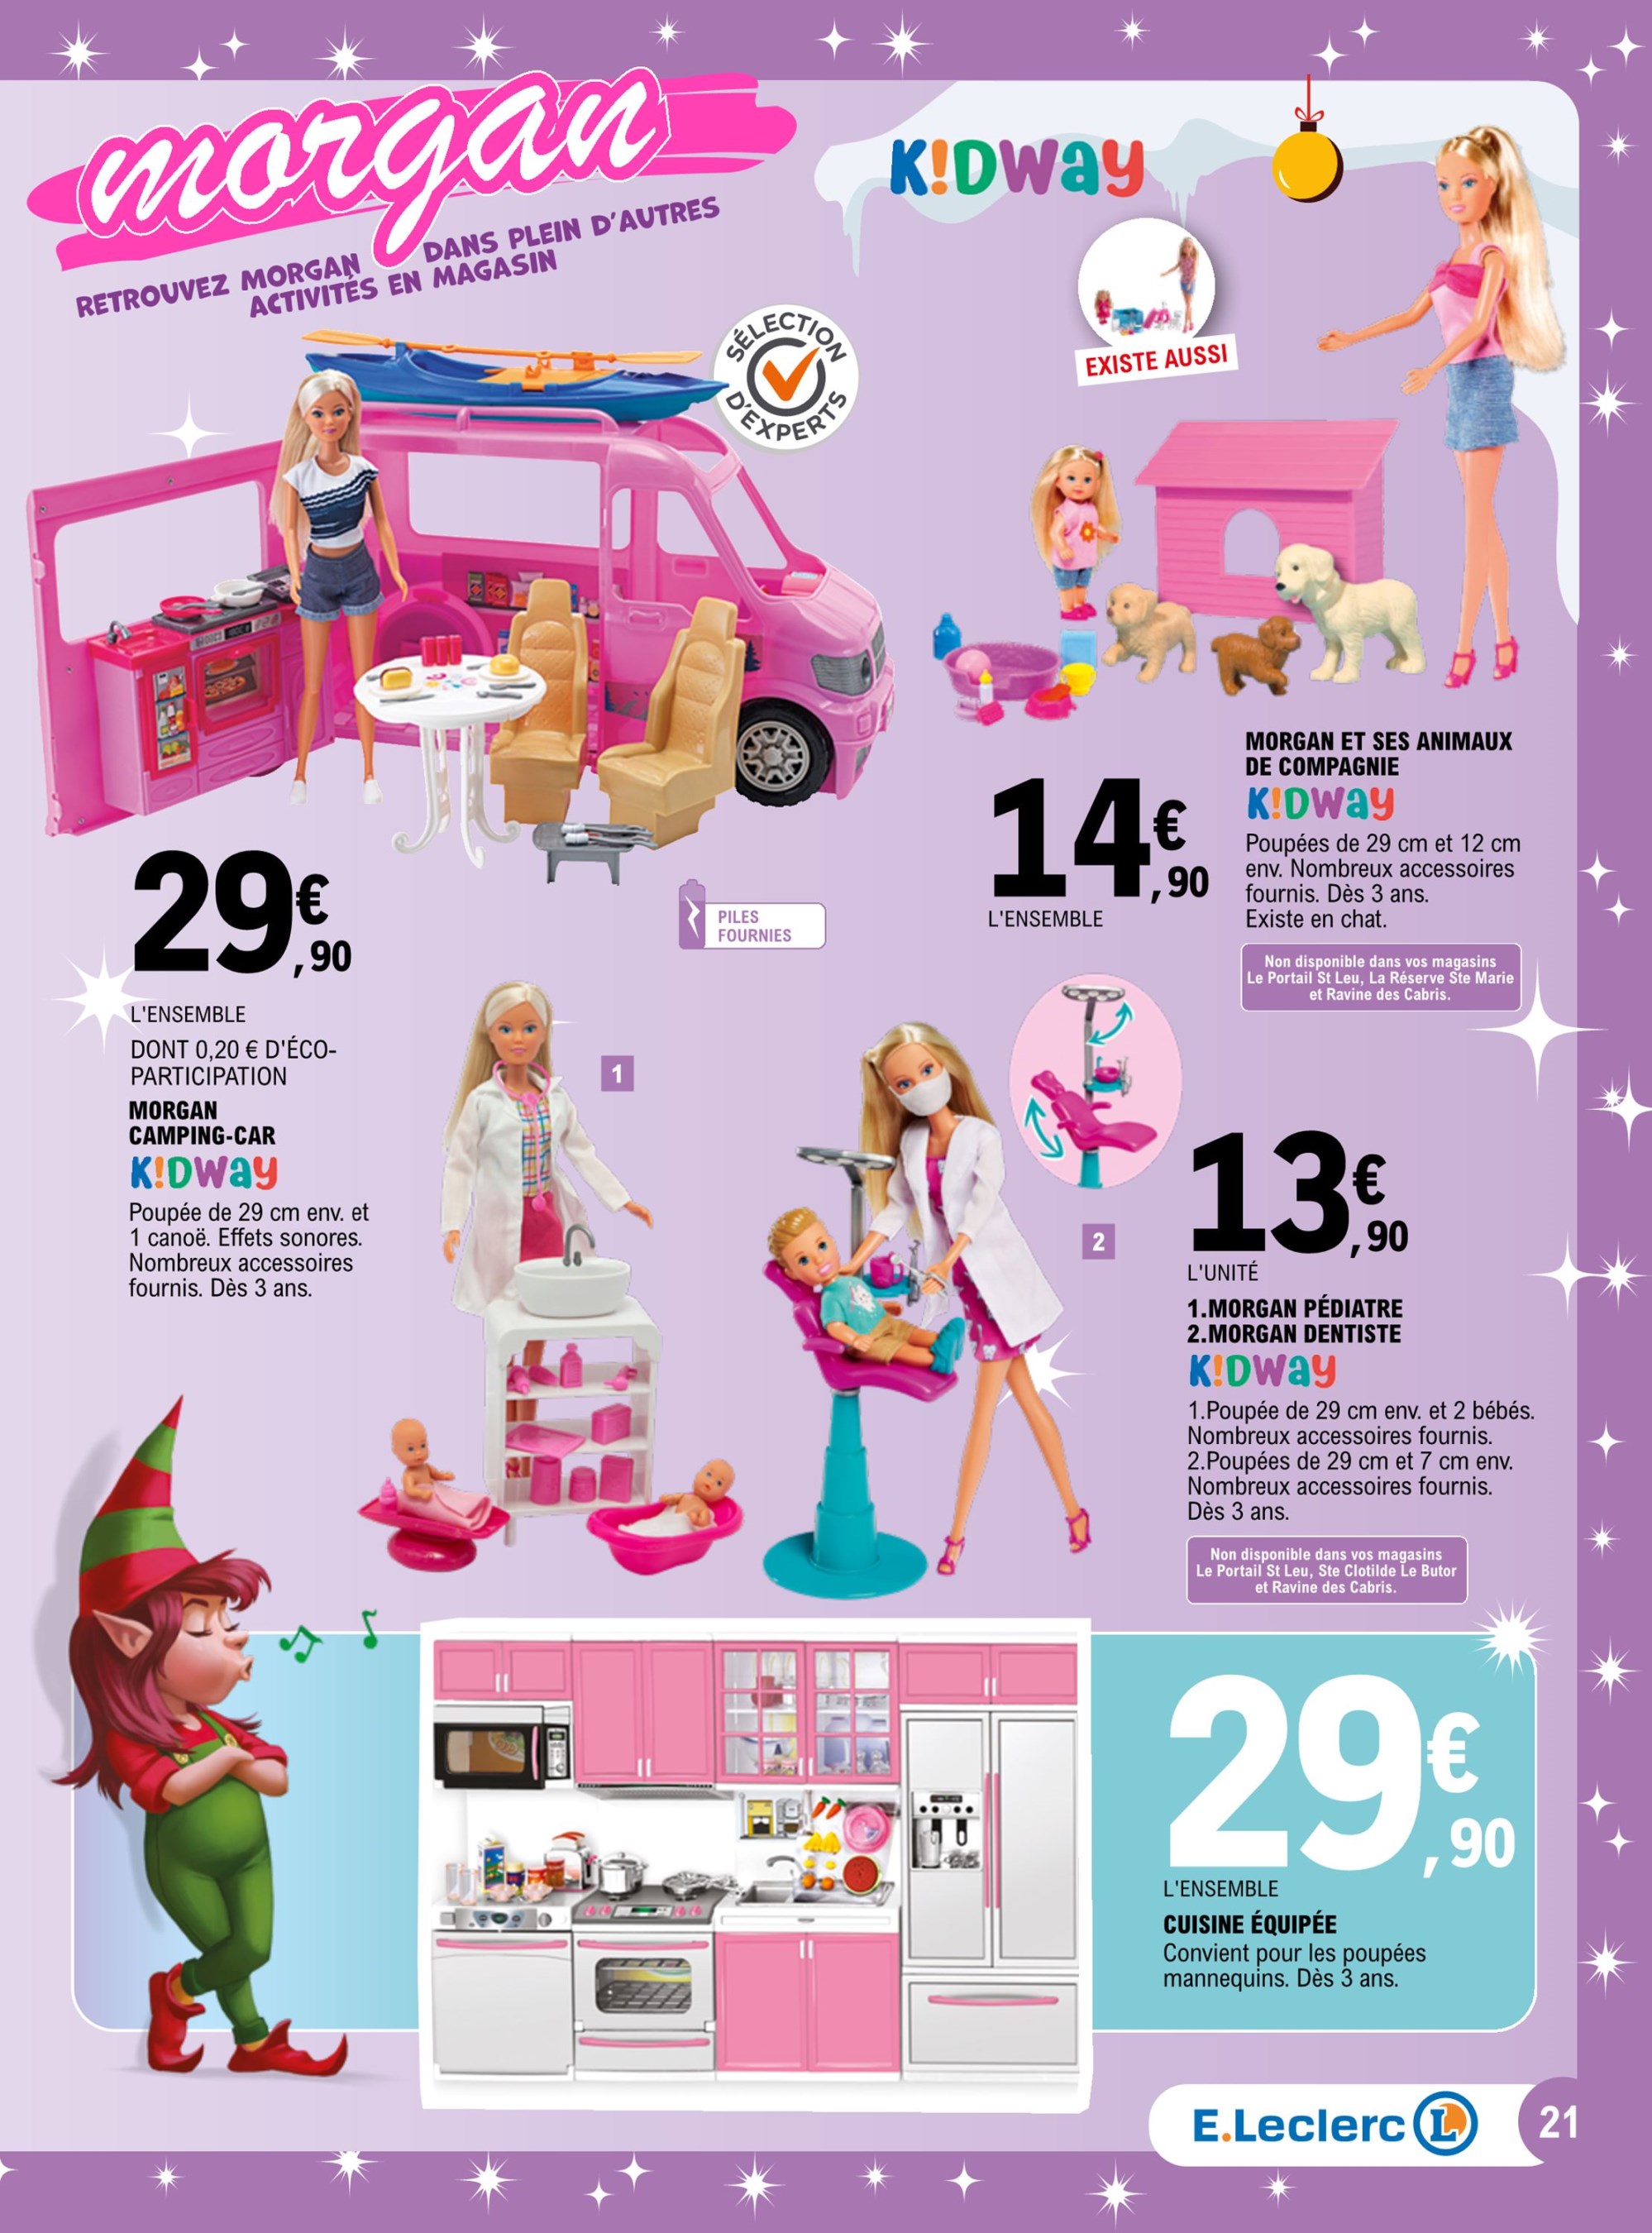 morgan
RETROUVEZ MORGAN DANS PLEIN D'AUTRES
ACTIVITÉS EN MAGASIN
K!DWAY
EXISTE AUSSI
SÉLECTION
D'EXPERTS
29€,90
L'ENSEMBLE
DONT 0,20 € D'ÉCO-
PARTICIPATION
MORGAN
CAMPING-CAR
K!DWAY
Poupée de 29 cm env. et
1 canoë. Effets sonores.
Nombreux accessoires
fournis. Dès 3 ans.
PILES
FOURNIES
14€,90
L'ENSEMBLE
MORGAN ET SES ANIMAUX
DE COMPAGNIE
K!DWAY
Poupées de 29 cm et 12 cm
env. Nombreux accessoires
fournis. Dès 3 ans.
Existe en chat.
Non disponible dans vos magasins
Le Portail St Leu, La Réserve Ste Marie
et Ravine des Cabris.
1
2
13€,90
L'UNITÉ
1.MORGAN PÉDIATRE
2.MORGAN DENTISTE
K!DWAY
1.Poupée de 29 cm env. et 2 bébés.
Nombreux accessoires fournis.
2.Poupées de 29 cm et 7 cm env.
Nombreux accessoires fournis.
Dès 3 ans.
Non disponible dans vos magasins
Le Portail St Leu, Ste Clotilde Le Butor
et Ravine des Cabris.
29€,90
L'ENSEMBLE
CUISINE ÉQUIPÉE
Convient pour les poupées
mannequins. Dès 3 ans.
E.Leclerc L
21